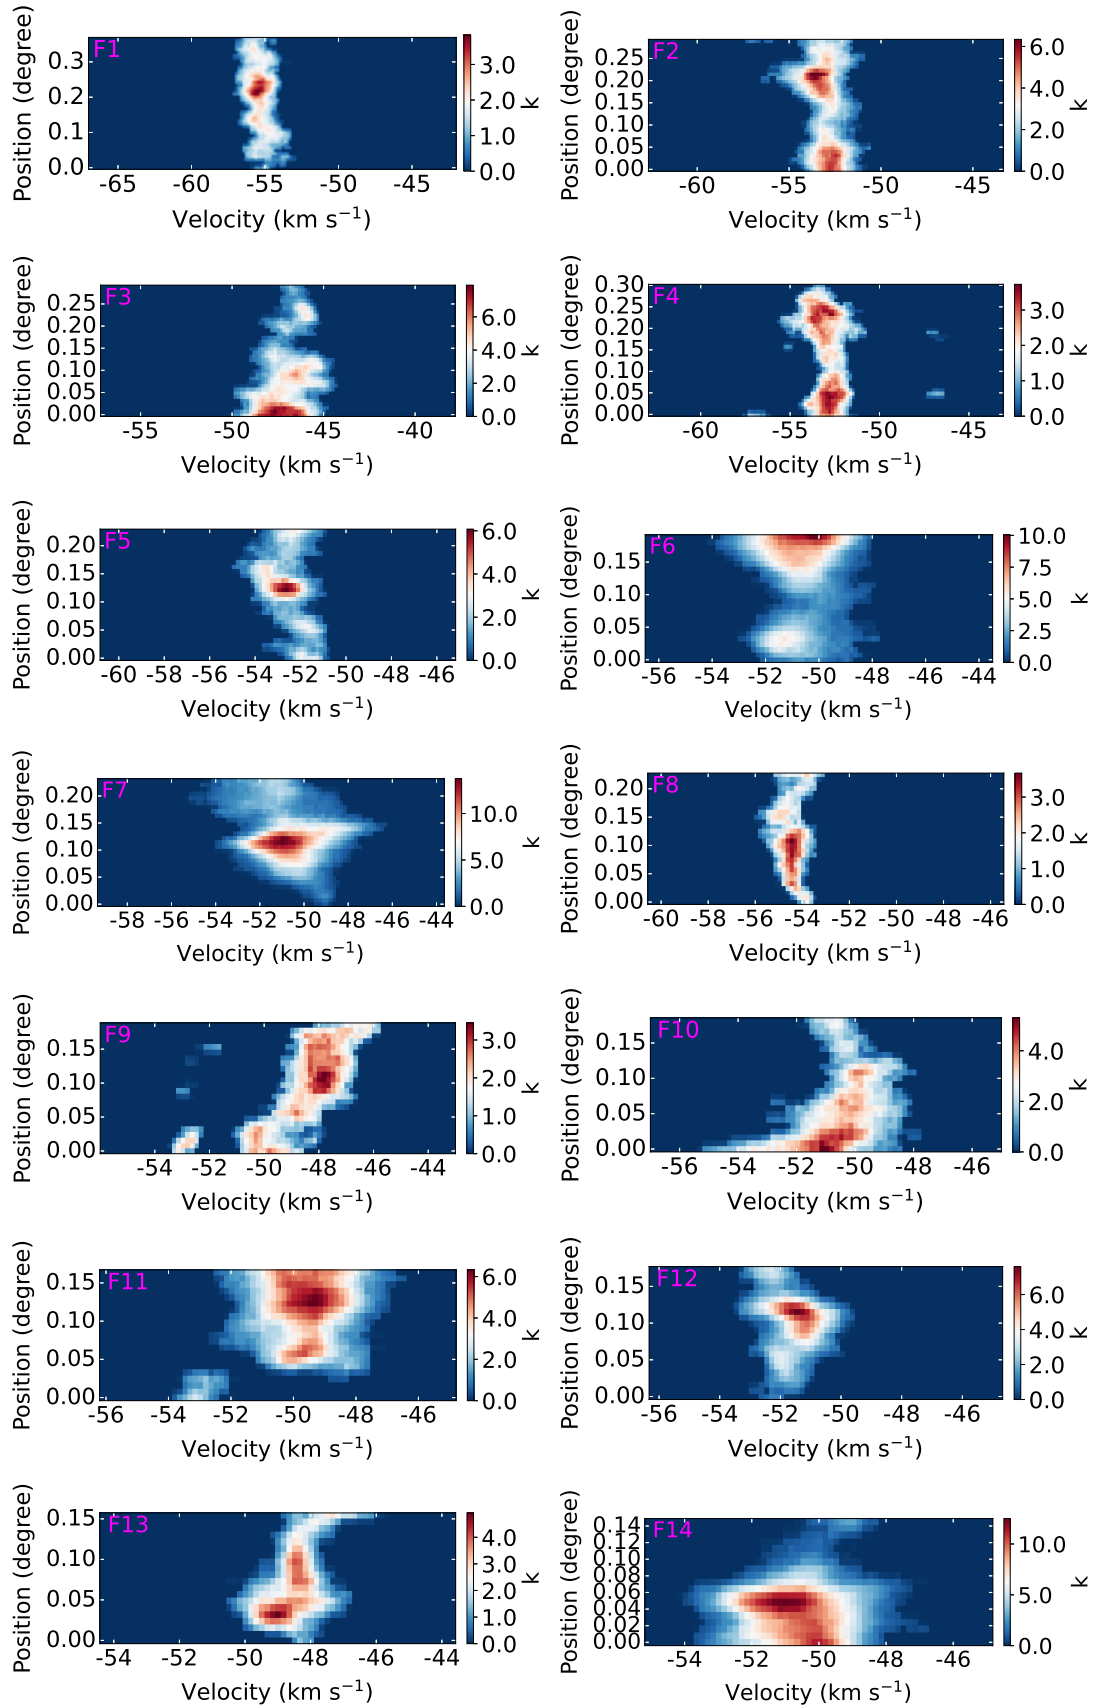 F1
Position (degree)
0.3
0.2
0.1
0.0
-65 -60 -55 -50 -45
Velocity (km s⁻¹)
3.0
2.0
1.0
0.0
k
F2
Position (degree)
0.25
0.20
0.15
0.10
0.05
0.00
-60 -55 -50 -45
Velocity (km s⁻¹)
6.0
4.0
2.0
0.0
k
F3
Position (degree)
0.25
0.20
0.15
0.10
0.05
0.00
-55 -50 -45 -40
Velocity (km s⁻¹)
6.0
4.0
2.0
0.0
k
F4
Position (degree)
0.30
0.25
0.20
0.15
0.10
0.05
0.00
-60 -55 -50 -45
Velocity (km s⁻¹)
3.0
2.0
1.0
0.0
k
F5
Position (degree)
0.20
0.15
0.10
0.05
0.00
-60 -58 -56 -54 -52 -50 -48 -46
Velocity (km s⁻¹)
6.0
4.0
2.0
0.0
k
F6
Position (degree)
0.15
0.10
0.05
0.00
-56 -54 -52 -50 -48 -46 -44
Velocity (km s⁻¹)
10.0
7.5
5.0
2.5
0.0
k
F7
Position (degree)
0.20
0.15
0.10
0.05
0.00
-58 -56 -54 -52 -50 -48 -46 -44
Velocity (km s⁻¹)
10.0
5.0
0.0
k
F8
Position (degree)
0.20
0.15
0.10
0.05
0.00
-60 -58 -56 -54 -52 -50 -48 -46
Velocity (km s⁻¹)
3.0
2.0
1.0
0.0
k
F9
Position (degree)
0.15
0.10
0.05
0.00
-54 -52 -50 -48 -46 -44
Velocity (km s⁻¹)
3.0
2.0
1.0
0.0
k
F10
Position (degree)
0.15
0.10
0.05
0.00
-56 -54 -52 -50 -48 -46
Velocity (km s⁻¹)
4.0
2.0
0.0
k
F11
Position (degree)
0.15
0.10
0.05
0.00
-56 -54 -52 -50 -48 -46
Velocity (km s⁻¹)
6.0
4.0
2.0
0.0
k
F12
Position (degree)
0.15
0.10
0.05
0.00
-56 -54 -52 -50 -48 -46
Velocity (km s⁻¹)
6.0
4.0
2.0
0.0
k
F13
Position (degree)
0.15
0.10
0.05
0.00
-54 -52 -50 -48 -46 -44
Velocity (km s⁻¹)
4.0
3.0
2.0
1.0
0.0
k
F14
Position (degree)
0.14
0.12
0.10
0.08
0.06
0.04
0.02
0.00
-54 -52 -50 -48 -46
Velocity (km s⁻¹)
10.0
5.0
0.0
k